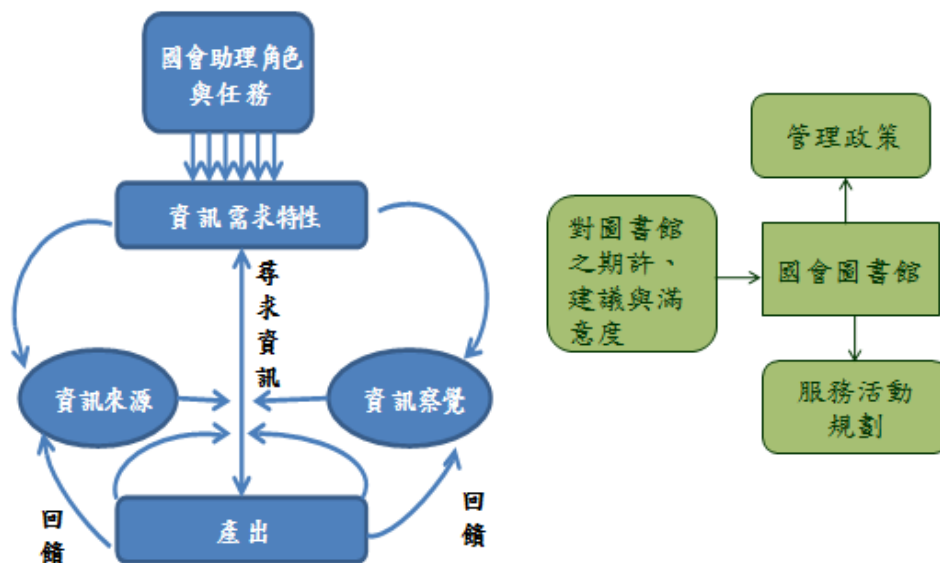 國會助理角色
與任務
資訊需求特性
尋求資訊
資訊來源
資訊察覺
回饋
產出
回饋
管理政策
對圖書館
之期許、
建議與滿
意度
國會圖書館
服務活動
規劃